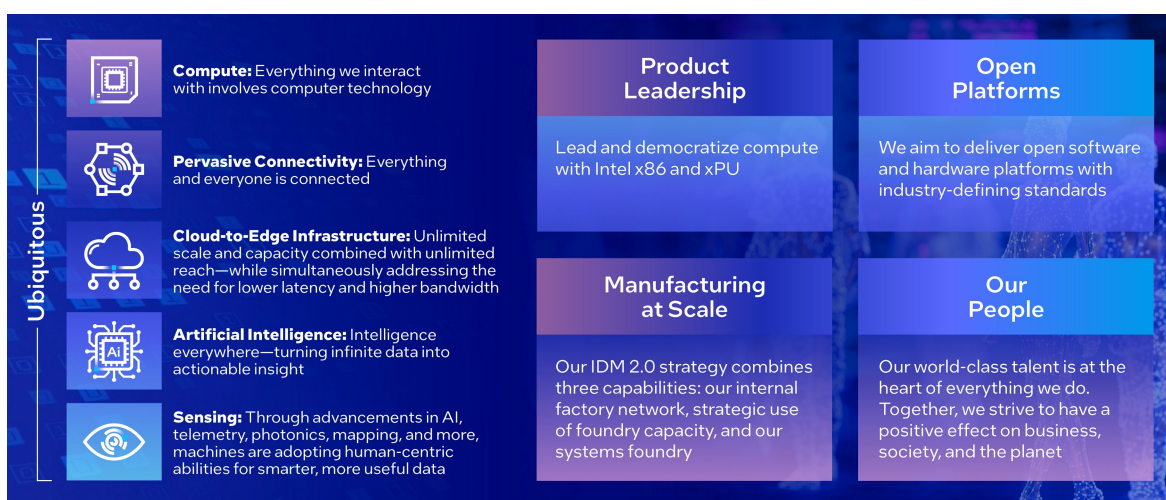 Ubiquitous
Compute: Everything we interact
with involves computer technology
Pervasive Connectivity: Everything
and everyone is connected
Cloud-to-Edge Infrastructure: Unlimited
scale and capacity combined with unlimited
reach—while simultaneously addressing the
need for lower latency and higher bandwidth
Ai
Artificial Intelligence: Intelligence
everywhere—turning infinite data into
actionable insight
Sensing: Through advancements in AI,
telemetry, photonics, mapping, and more,
machines are adopting human-centric
abilities for smarter, more useful data
Product
Leadership
Lead and democratize compute
with Intel x86 and xPU
Open
Platforms
We aim to deliver open software
and hardware platforms with
industry-defining standards
Manufacturing
at Scale
Our IDM 2.0 strategy combines
three capabilities: our internal
factory network, strategic use
of foundry capacity, and our
systems foundry
Our
People
Our world-class talent is at the
heart of everything we do.
Together, we strive to have a
positive effect on business,
society, and the planet